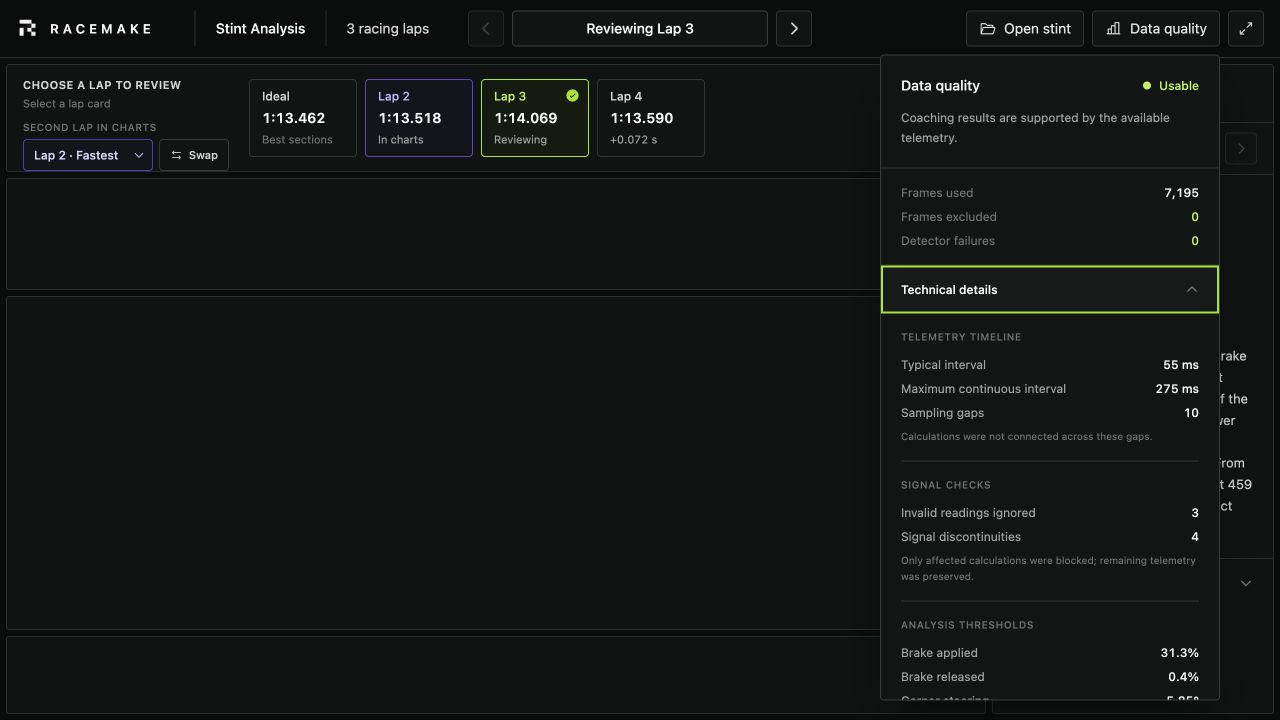 RACEMAKE
Stint Analysis
3 racing laps
Reviewing Lap 3
Open stint
Data quality
CHOOSE A LAP TO REVIEW
Select a lap card
SECOND LAP IN CHARTS
Lap 2 · Fastest
Swap
Ideal
1:13.462
Best sections
Lap 2
1:13.518
In charts
Lap 3
1:14.069
Reviewing
Lap 4
1:13.590
+0.072 s
Data quality
Usable
Coaching results are supported by the available
telemetry.
Frames used 7,195
Frames excluded 0
Detector failures 0
Technical details
TELEMETRY TIMELINE
Typical interval 55 ms
Maximum continuous interval 275 ms
Sampling gaps 10
Calculations were not connected across these gaps.
SIGNAL CHECKS
Invalid readings ignored 3
Signal discontinuities 4
Only affected calculations were blocked; remaining telemetry
was preserved.
ANALYSIS THRESHOLDS
Brake applied 31.3%
Brake released 0.4%
Corner steering
rake
t
f the
ver
From
t 459
ct